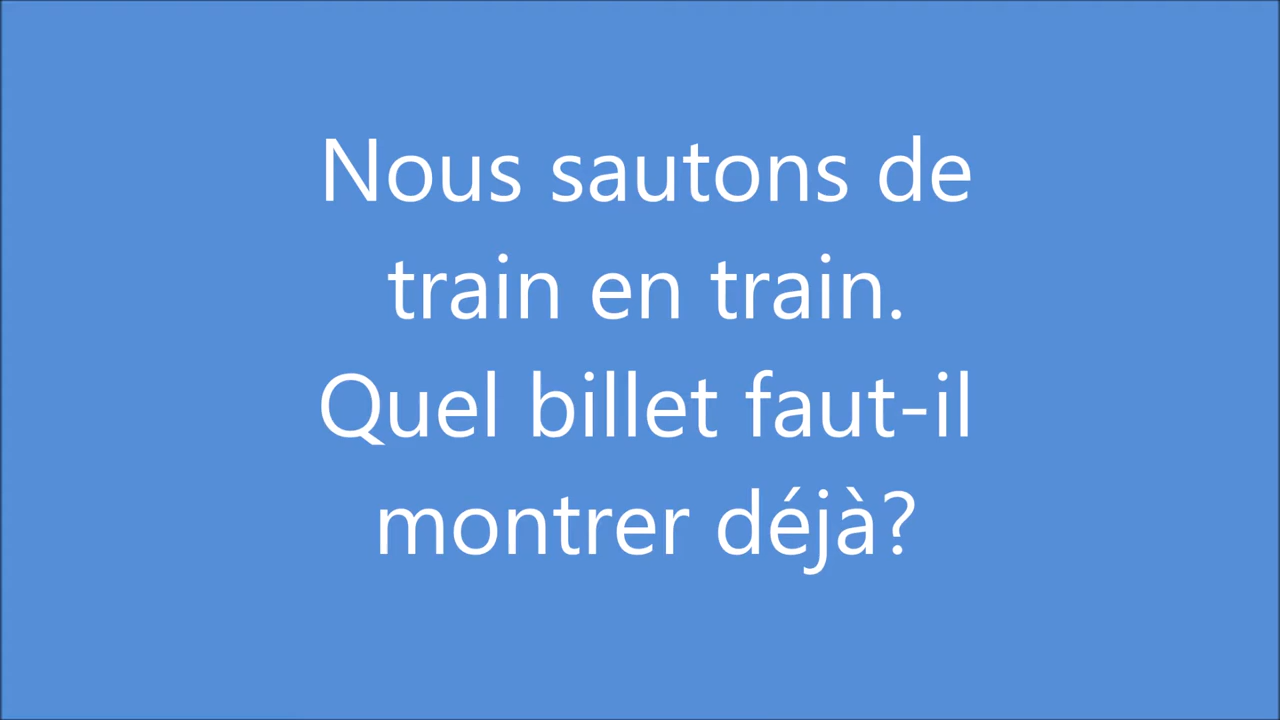 Nous sautons de
train en train.
Quel billet faut-il
montrer déjà?